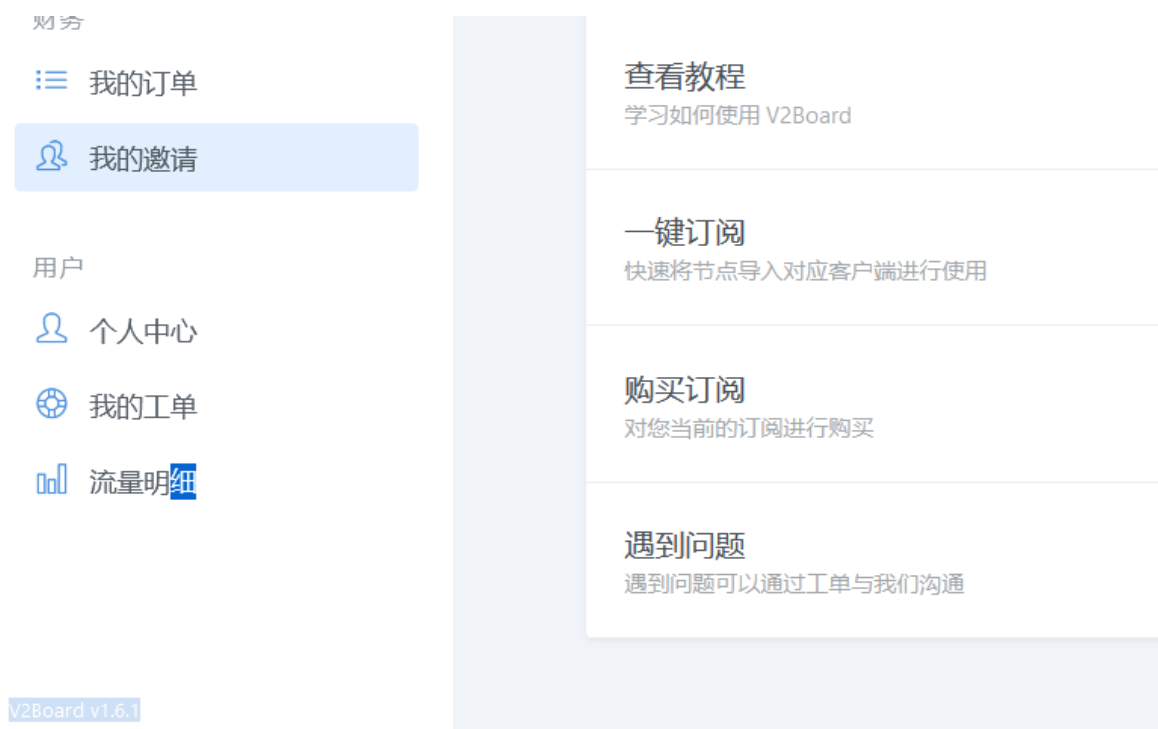 财务
我的订单
我的邀请
用户
个人中心
我的工单
流量明细
V2Board v1.6.1
查看教程
学习如何使用 V2Board
一键订阅
快速将节点导入对应客户端进行使用
购买订阅
对您当前的订阅进行购买
遇到问题
遇到问题可以通过工单与我们沟通